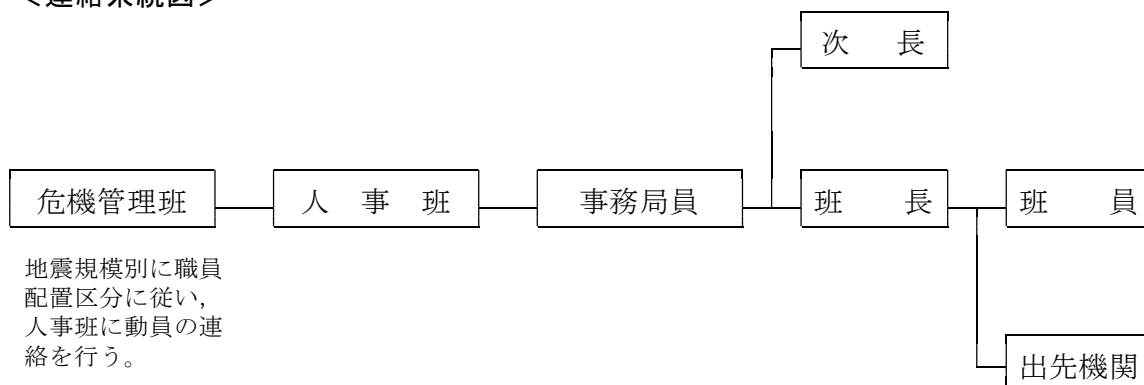 ＜連絡系統図＞
次　長
危機管理班
人　事　班
事務局員
班　長
班　員
地震規模別に職員
配置区分に従い，
人事班に動員の連
絡を行う。
出先機関